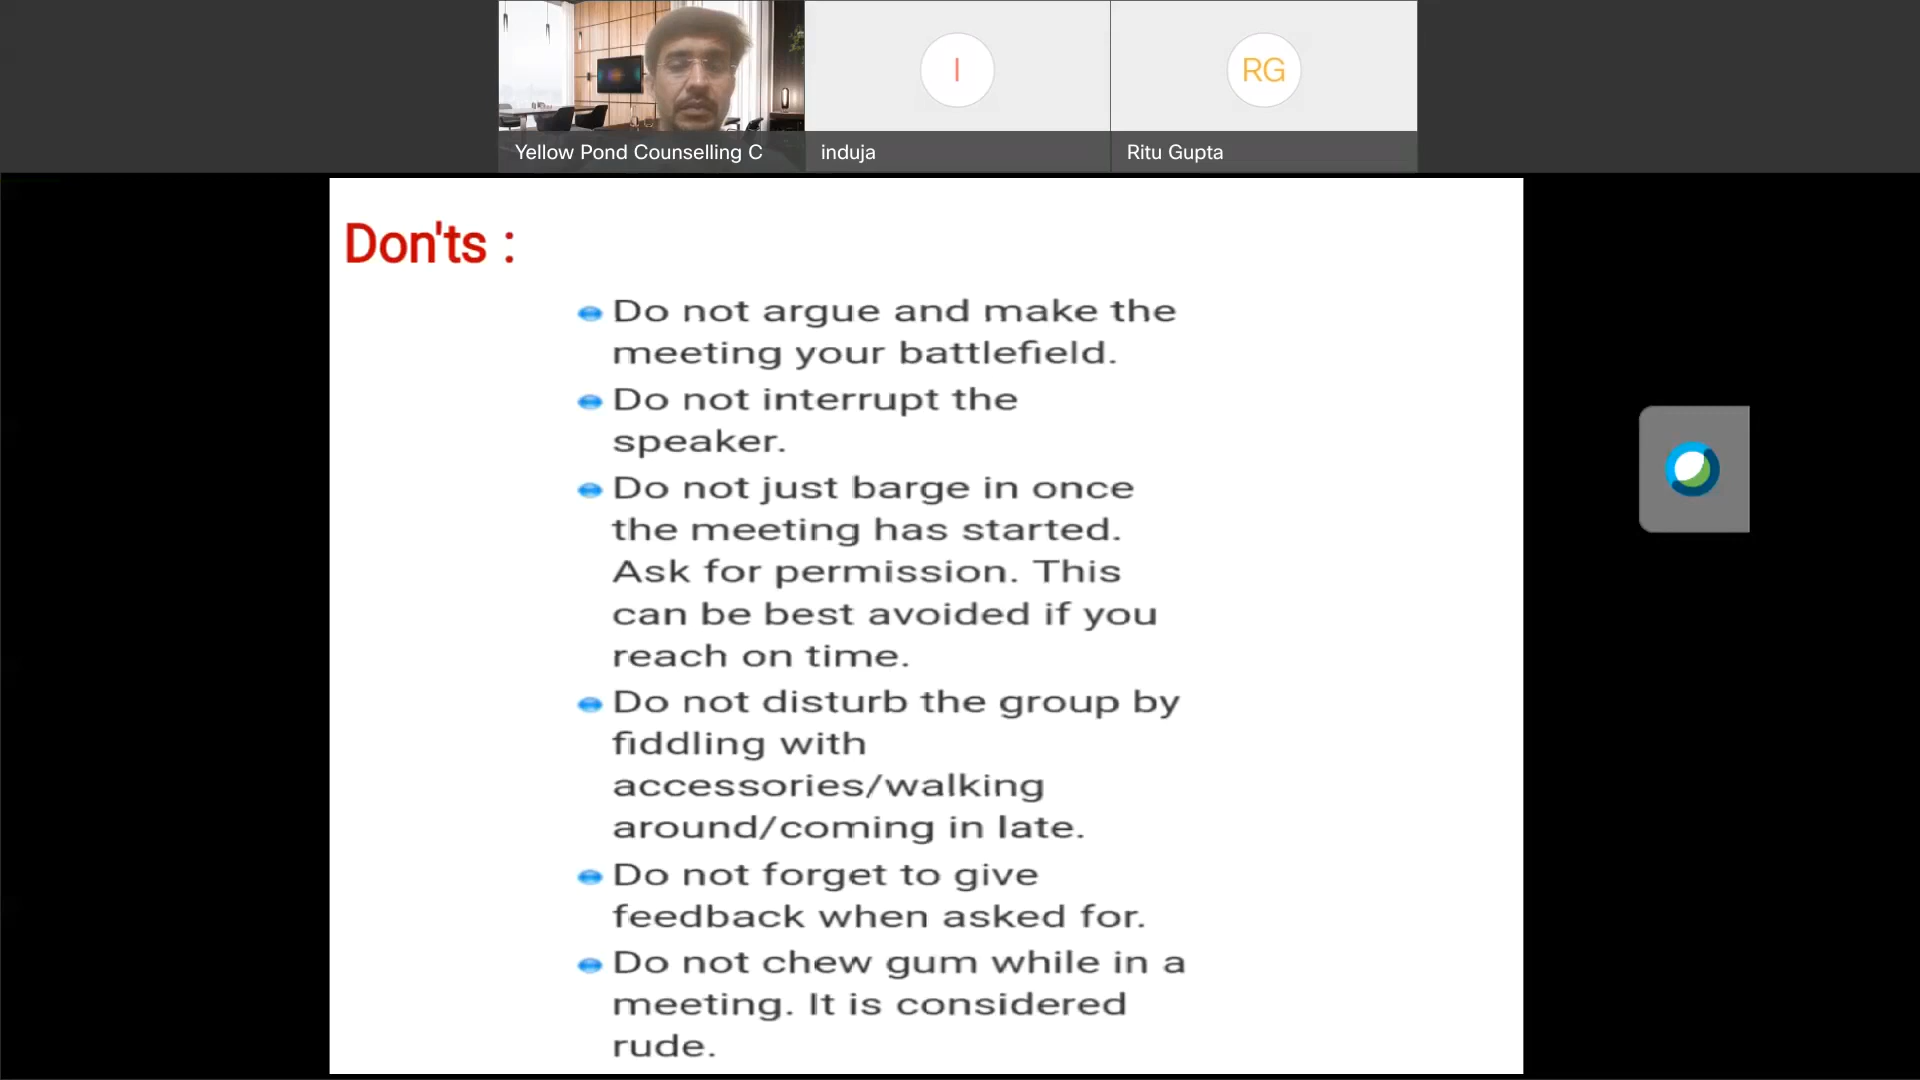 Yellow Pond Counselling C
I
induja
RG
Ritu Gupta
Don'ts :
Do not argue and make the
meeting your battlefield.
Do not interrupt the
speaker.
Do not just barge in once
the meeting has started.
Ask for permission. This
can be best avoided if you
reach on time.
Do not disturb the group by
fiddling with
accessories/walking
around/coming in late.
Do not forget to give
feedback when asked for.
Do not chew gum while in a
meeting. It is considered
rude.